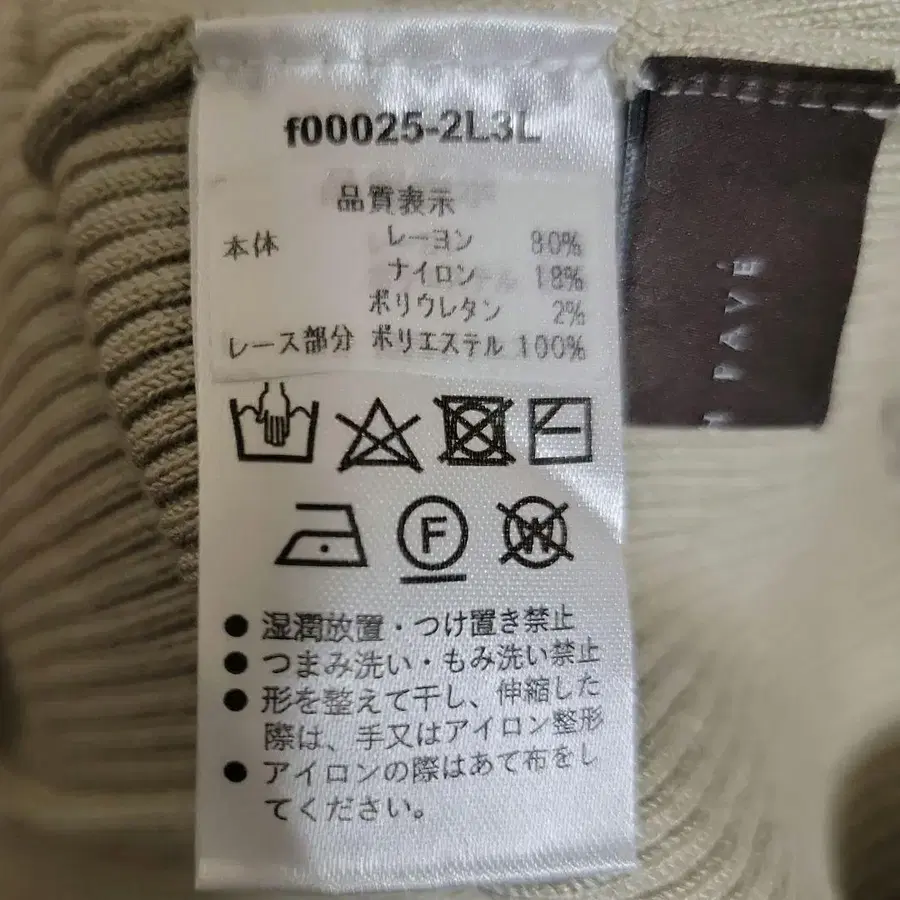 f00025-2L3L
品質表示
本体 レーヨン 80%
ナイロン 18%
ポリウレタン 2%
レース部分 ポリエステル 100%
F
W
● 湿潤放置・つけ置き禁止
● つまみ洗い・もみ洗い禁止
● 形を整えて干し、伸縮した
際は、手又はアイロン整形
● アイロンの際はあて布をし
てください。
PAVÉ